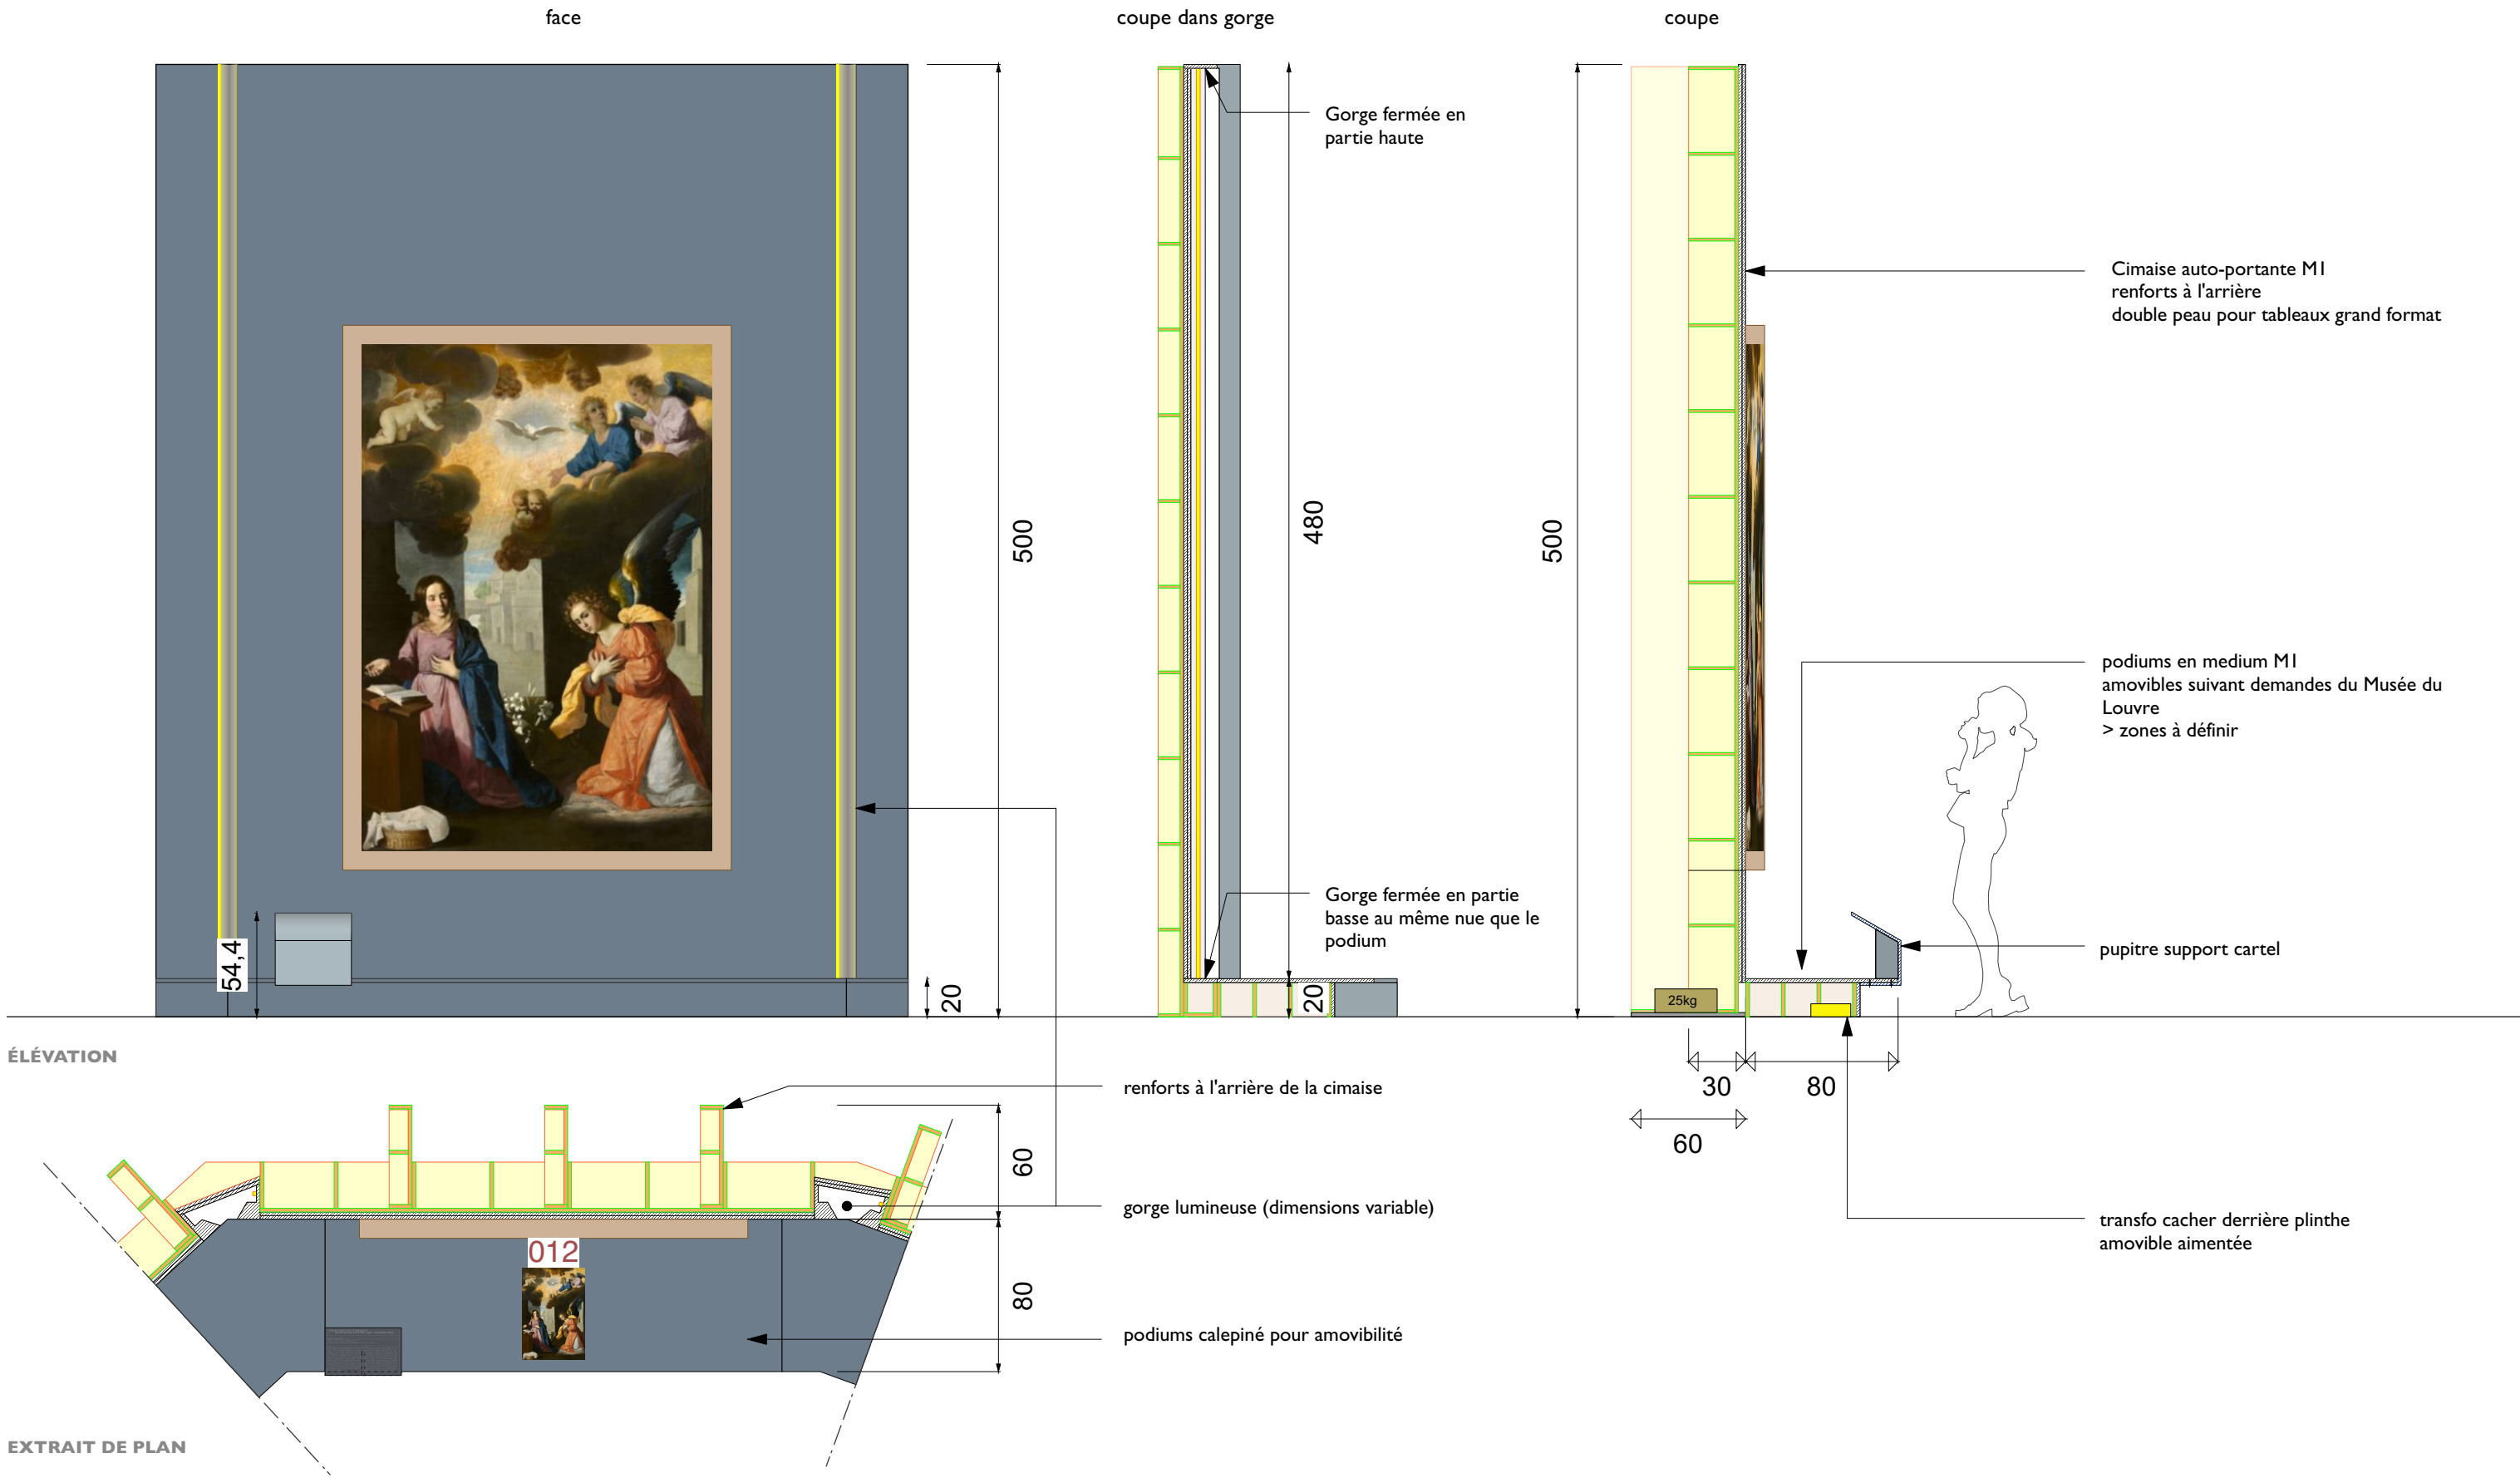 face
coupe dans gorge
coupe
Gorge fermée en
partie haute
Cimaise auto-portante M1
renforts à l'arrière
double peau pour tableaux grand format
500
480
500
podiums en medium M1
amovibles suivant demandes du Musée du
Louvre
> zones à définir
Gorge fermée en partie
basse au même nue que le
podium
pupitre support cartel
54,4
20
20
25kg
ÉLÉVATION
30
80
60
renforts à l'arrière de la cimaise
60
gorge lumineuse (dimensions variable)
transfo cacher derrière plinthe
amovible aimentée
012
80
podiums calepiné pour amovibilité
EXTRAIT DE PLAN